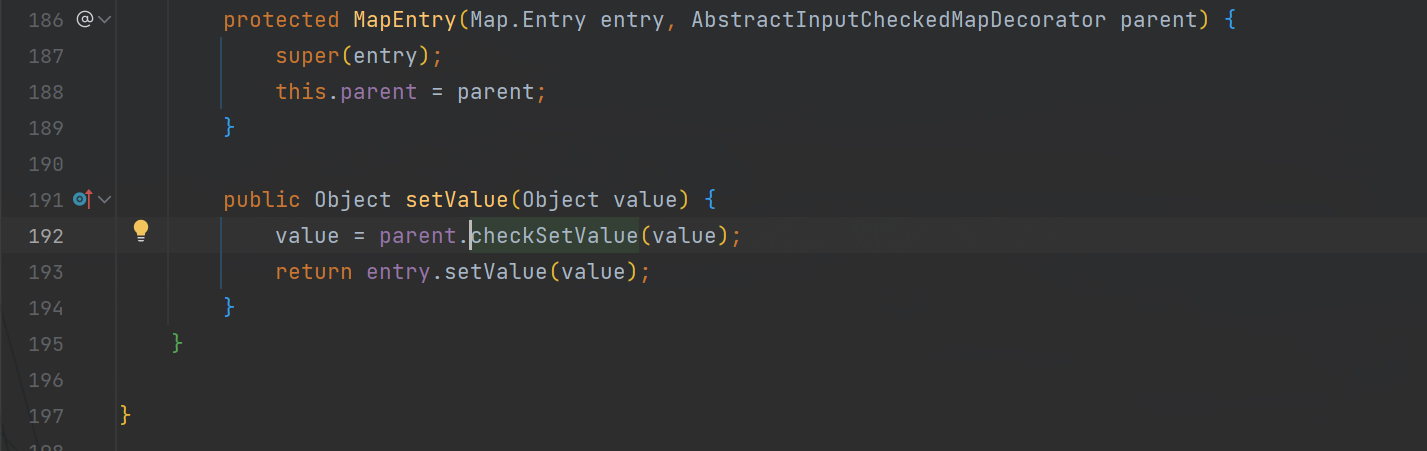 186 @ protected MapEntry(Map.Entry entry, AbstractInputCheckedMapDecorator parent) {
187 super(entry);
188 this.parent = parent;
189 }
190
191 public Object setValue(Object value) {
192 value = parent.checkSetValue(value);
193 return entry.setValue(value);
194 }
195 }
196
197 }
198